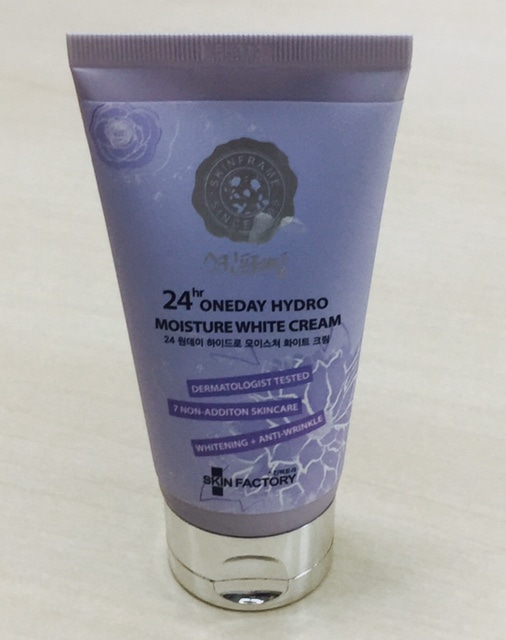 SKINFRAME
SINCE
24hr ONEDAY HYDRO
MOISTURE WHITE CREAM
24 원데이 하이드로 모이스처 화이트 크림
DERMATOLOGIST TESTED
7 NON-ADDITON SKINCARE
WHITENING + ANTI-WRINKLE
SKIN FACTORY